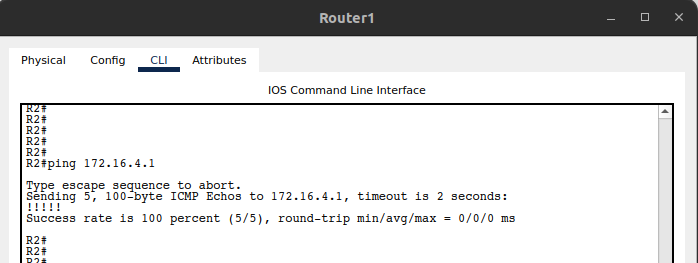 Router1
Physical Config CLI Attributes
IOS Command Line Interface
R2#
R2#
R2#
R2#
R2#
R2#ping 172.16.4.1
Type escape sequence to abort.
Sending 5, 100-byte ICMP Echos to 172.16.4.1, timeout is 2 seconds:
!!!!!
Success rate is 100 percent (5/5), round-trip min/avg/max = 0/0/0 ms
R2#
R2#
R2#